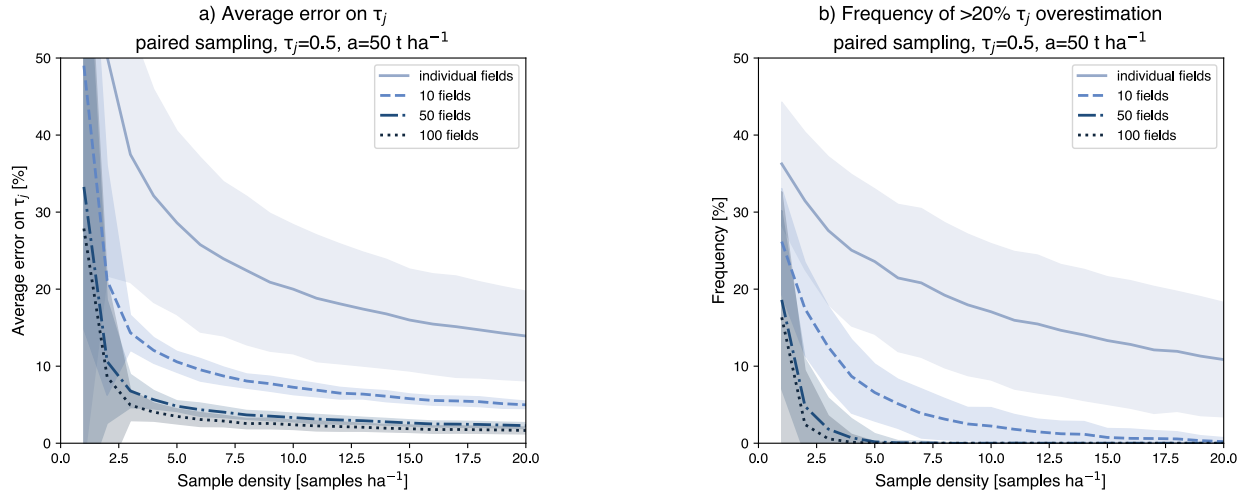 a) Average error on τj
paired sampling, τj=0.5, a=50 t ha⁻¹
50
40
30
20
10
0
Average error on τj [%]
individual fields
10 fields
50 fields
100 fields
0.0 2.5 5.0 7.5 10.0 12.5 15.0 17.5 20.0
Sample density [samples ha⁻¹]
b) Frequency of >20% τj overestimation
paired sampling, τj=0.5, a=50 t ha⁻¹
50
40
30
20
10
0
Frequency [%]
individual fields
10 fields
50 fields
100 fields
0.0 2.5 5.0 7.5 10.0 12.5 15.0 17.5 20.0
Sample density [samples ha⁻¹]